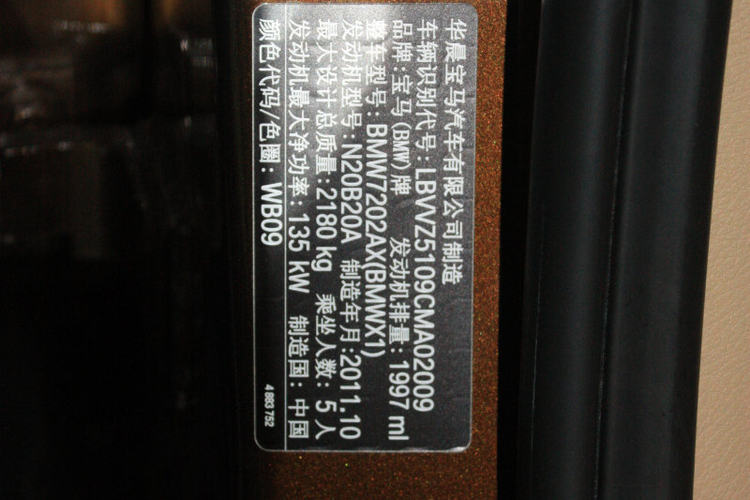 华晨宝马汽车有限公司制造
车辆识别代号:LBVVZ5109CMA02009
品牌:宝马(BMW)牌 发动机排量:1997 ml
整车型号:BMW7202AX(BMWX1)
发动机型号:N20B20A 制造年月:2011.10
最大设计总质量:2180 kg 乘坐人数:5人
发动机最大净功率:135 kW 制造国:中国
颜色代码/色圈:WB09 4 883 752